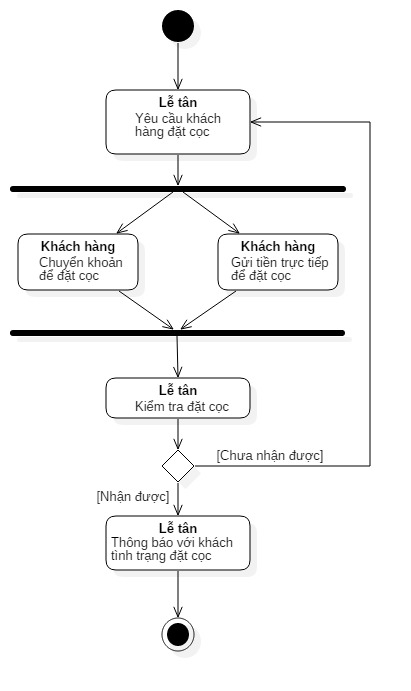 Lễ tân
Yêu cầu khách
hàng đặt cọc
Khách hàng
Chuyển khoản
để đặt cọc
Khách hàng
Gửi tiền trực tiếp
để đặt cọc
Lễ tân
Kiểm tra đặt cọc
[Chưa nhận được]
[Nhận được]
Lễ tân
Thông báo với khách
tình trạng đặt cọc